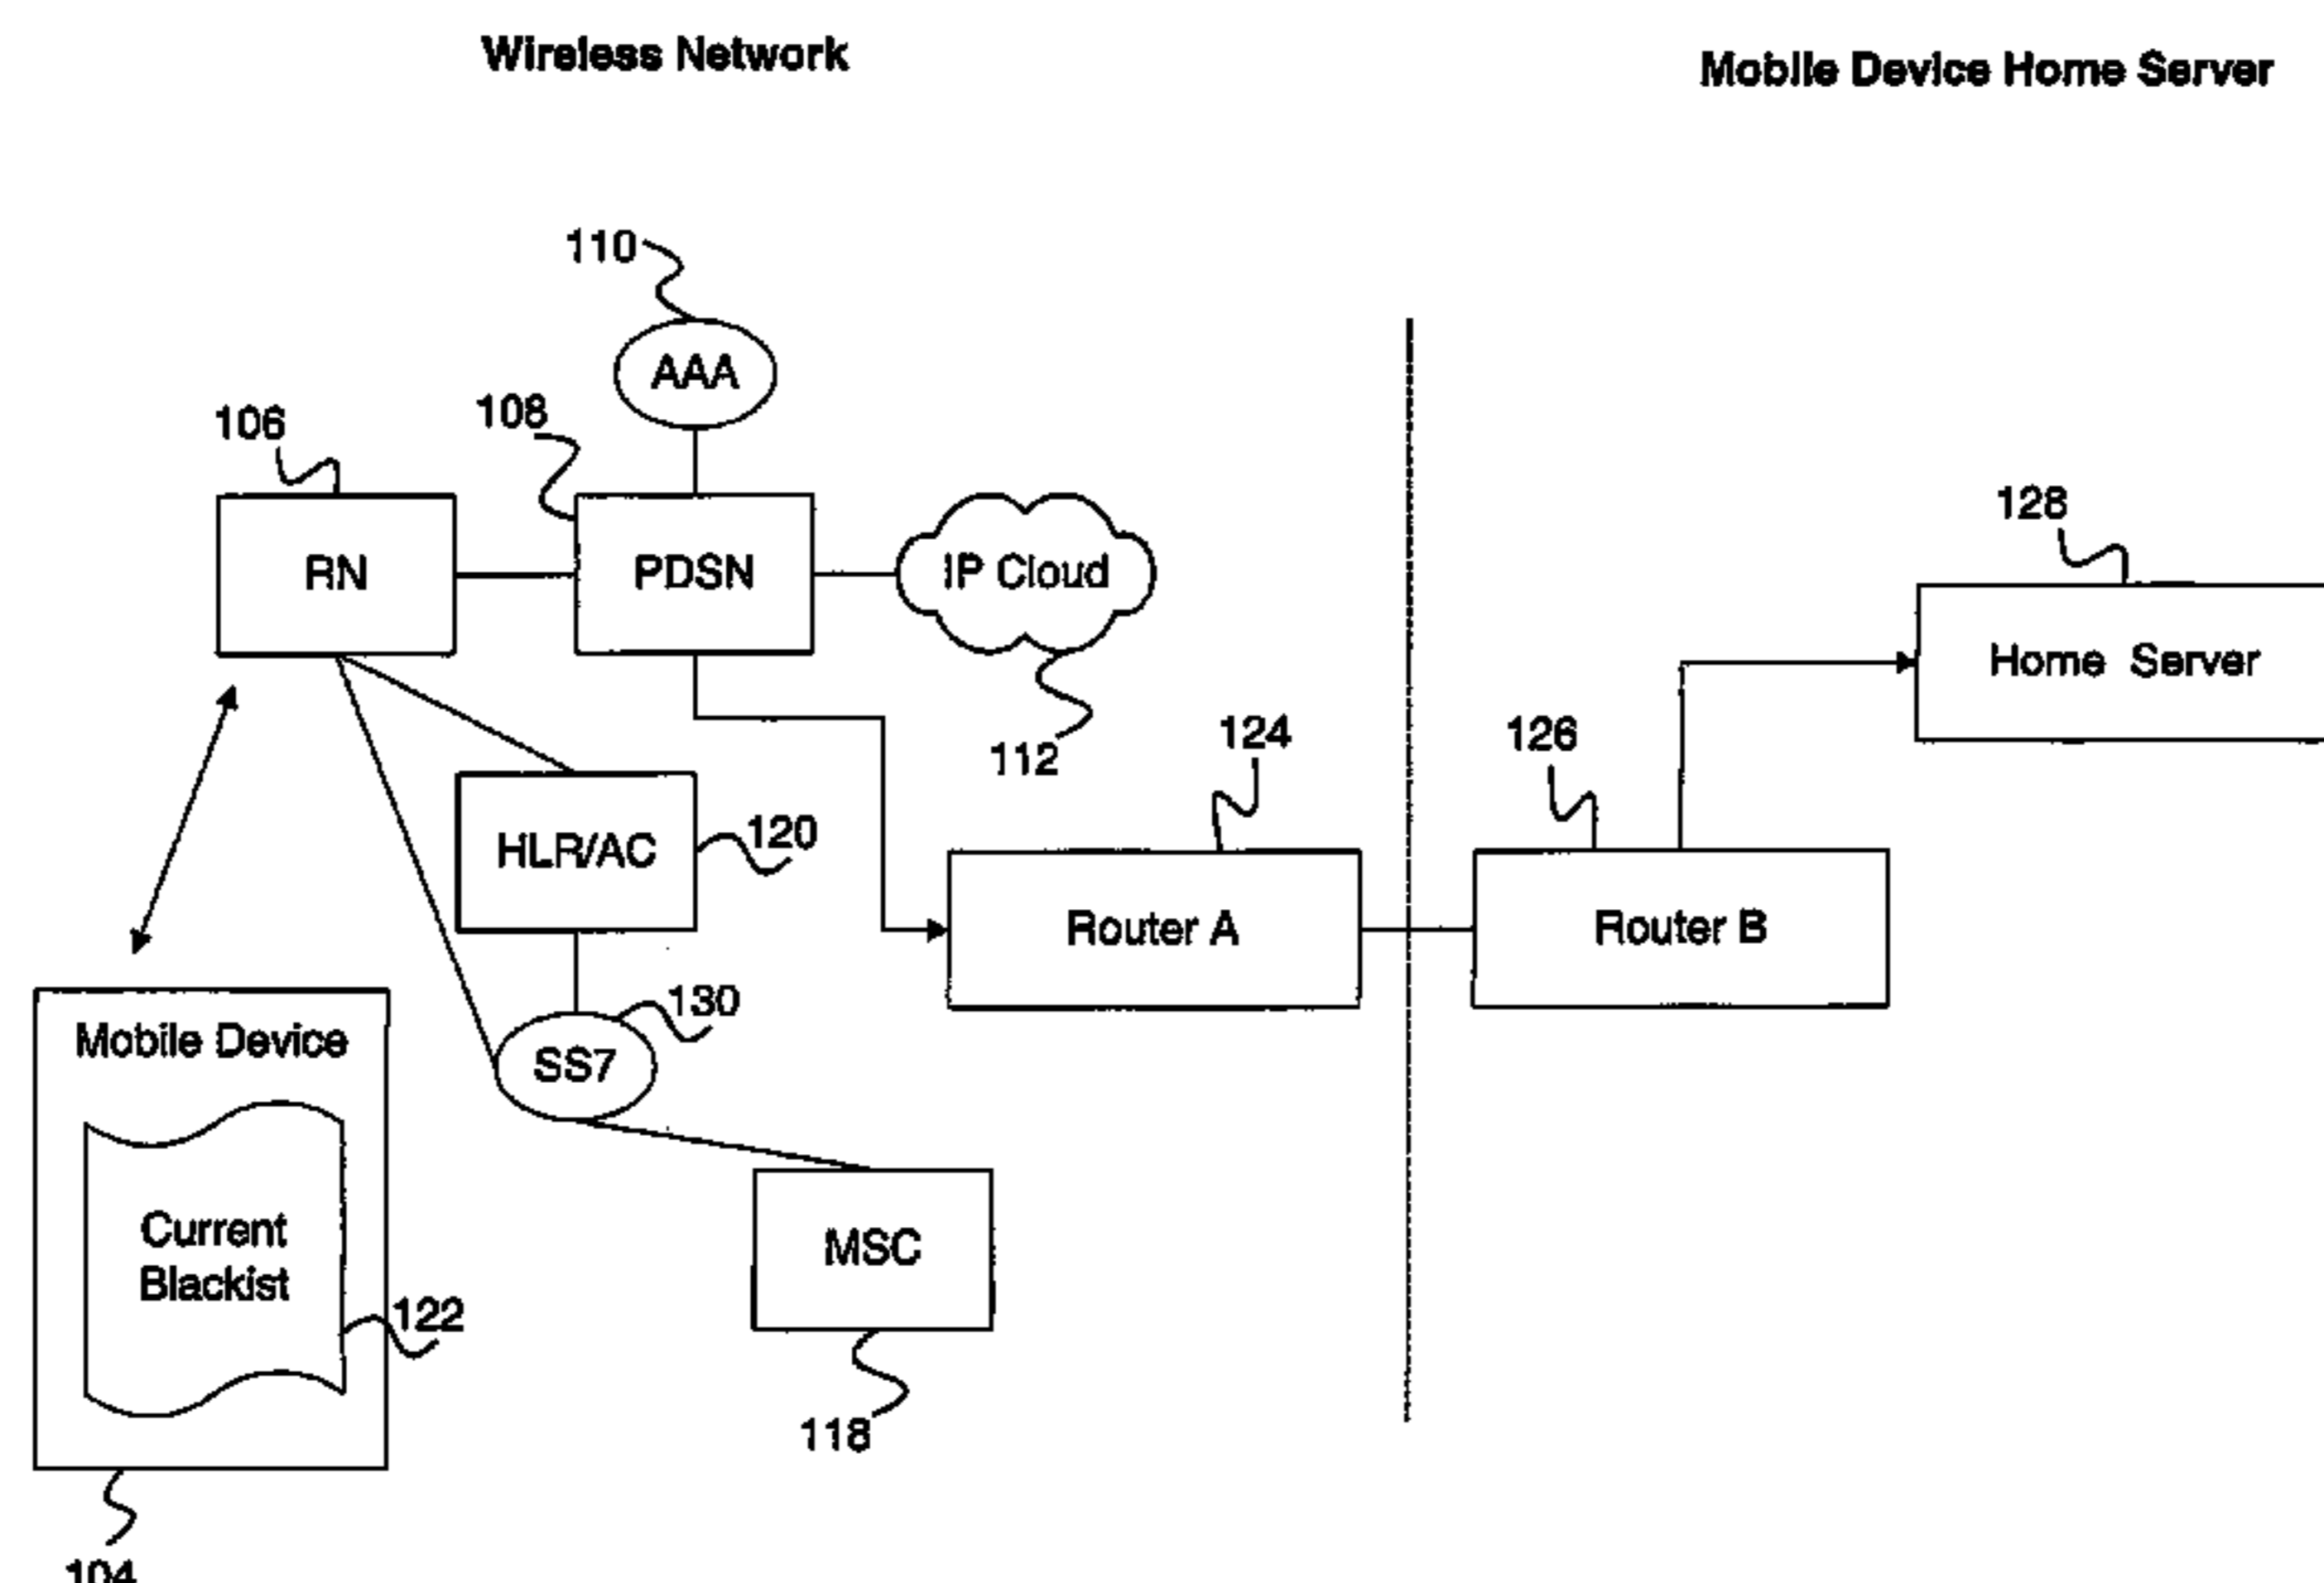 Wireless Network
Mobile Device Home Server
110
AAA
106
108
RN
PDSN
IP Cloud
128
Home Server
112
124
126
HLR/AC
120
Router A
Router B
130
SS7
Mobile Device
Current
Blackist
122
MSC
118
104